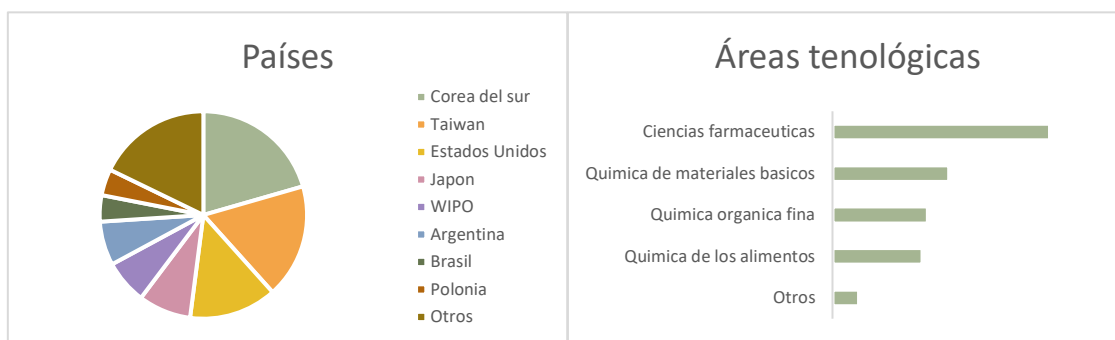 Países
Corea del sur
Taiwan
Estados Unidos
Japon
WIPO
Argentina
Brasil
Polonia
Otros
Áreas tenológicas
Ciencias farmaceuticas
Quimica de materiales basicos
Quimica organica fina
Quimica de los alimentos
Otros